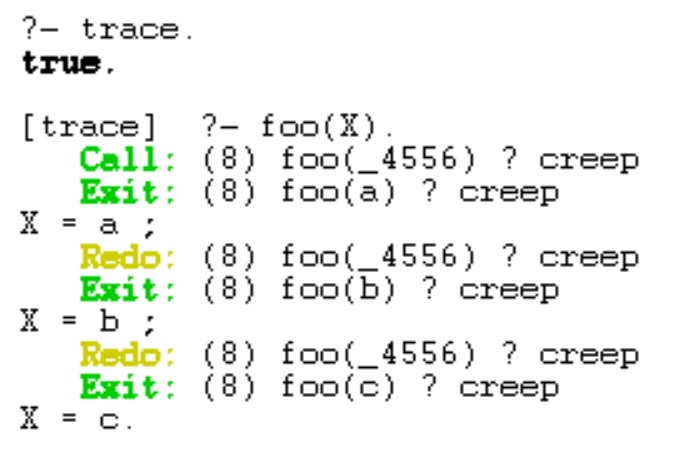 ?- trace.
true.
[trace]  ?- foo(X).
   Call: (8) foo(_4556) ? creep
   Exit: (8) foo(a) ? creep
X = a ;
   Redo: (8) foo(_4556) ? creep
   Exit: (8) foo(b) ? creep
X = b ;
   Redo: (8) foo(_4556) ? creep
   Exit: (8) foo(c) ? creep
X = c.